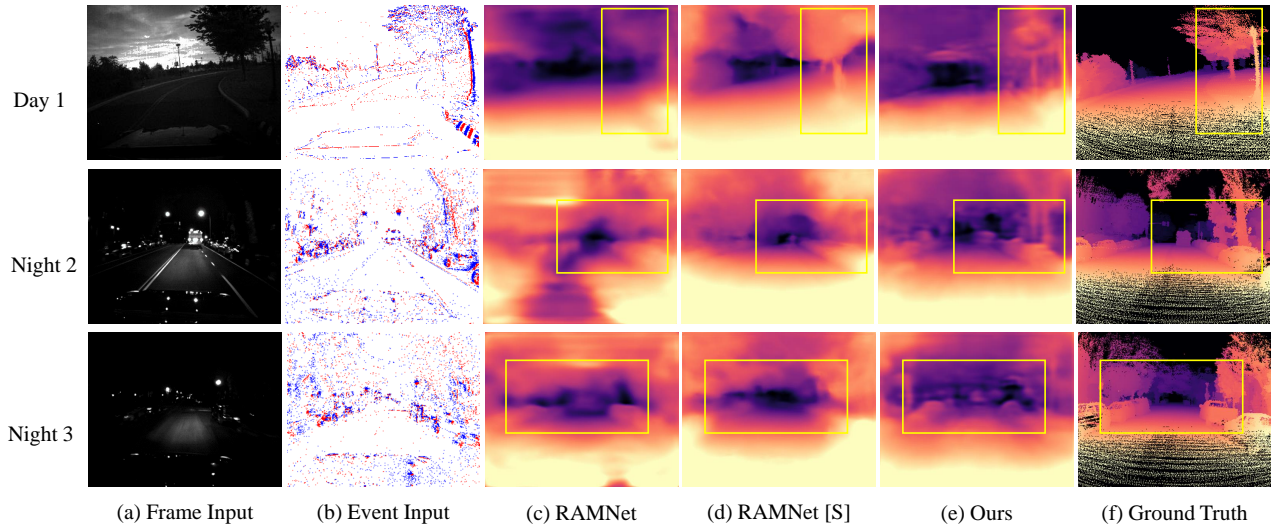 Day 1
Night 2
Night 3
(a) Frame Input (b) Event Input (c) RAMNet (d) RAMNet [S] (e) Ours (f) Ground Truth